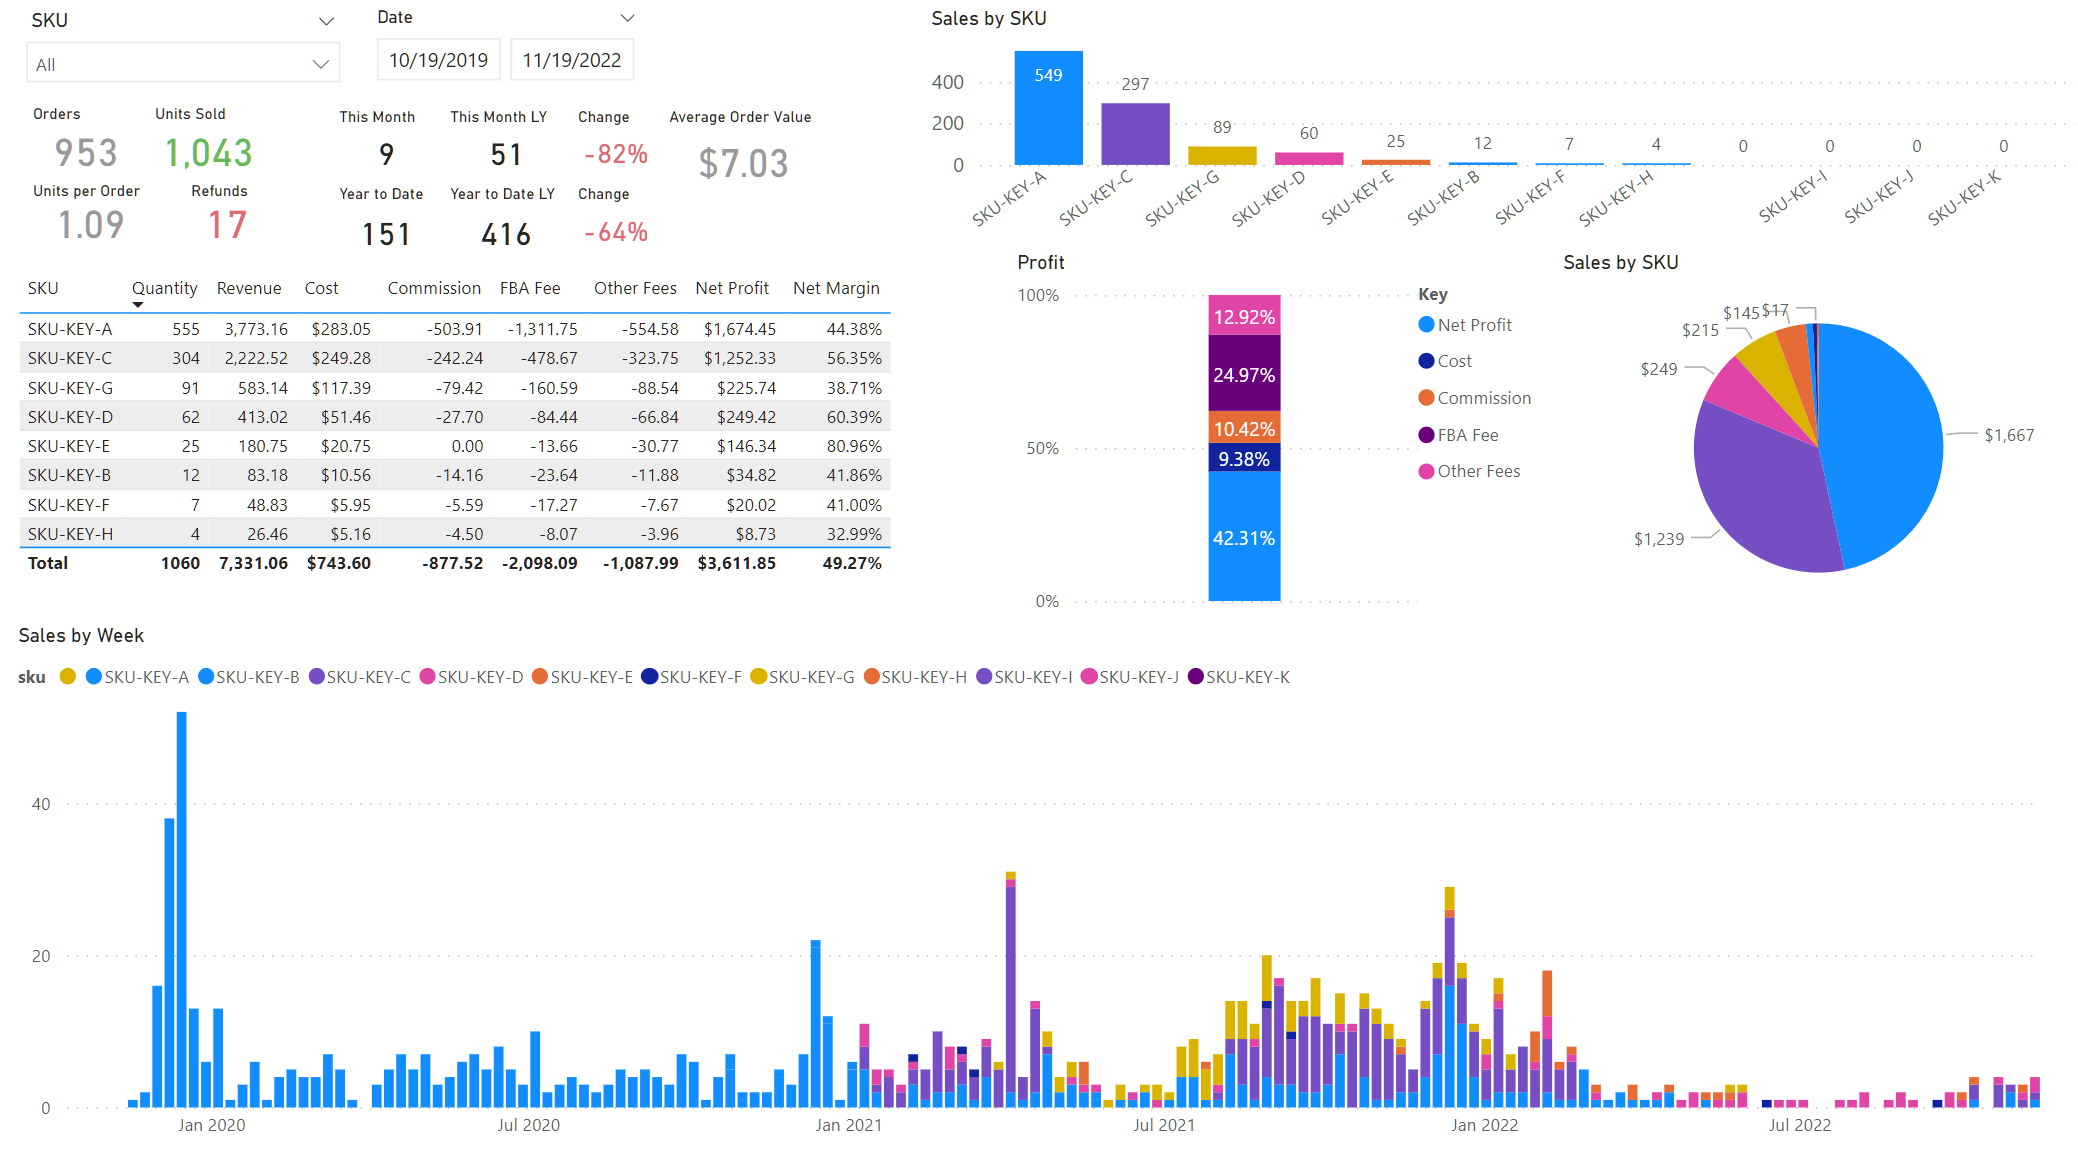 SKU
All
Date
10/19/2019 11/19/2022
Orders Units Sold
953 1,043
Units per Order Refunds
1.09 17
This Month This Month LY Change
9 51 -82%
Year to Date Year to Date LY Change
151 416 -64%
Average Order Value
$7.03
Sales by SKU
400
200
0
549 297 89 60 25 12 7 4 0 0 0 0
SKU-KEY-A SKU-KEY-C SKU-KEY-G SKU-KEY-D SKU-KEY-E SKU-KEY-B SKU-KEY-F SKU-KEY-H SKU-KEY-I SKU-KEY-J SKU-KEY-K
SKU Quantity Revenue Cost Commission FBA Fee Other Fees Net Profit Net Margin
SKU-KEY-A 555 3,773.16 $283.05 -503.91 -1,311.75 -554.58 $1,674.45 44.38%
SKU-KEY-C 304 2,222.52 $249.28 -242.24 -478.67 -323.75 $1,252.33 56.35%
SKU-KEY-G 91 583.14 $117.39 -79.42 -160.59 -88.54 $225.74 38.71%
SKU-KEY-D 62 413.02 $51.46 -27.70 -84.44 -66.84 $249.42 60.39%
SKU-KEY-E 25 180.75 $20.75 0.00 -13.66 -30.77 $146.34 80.96%
SKU-KEY-B 12 83.18 $10.56 -14.16 -23.64 -11.88 $34.82 41.86%
SKU-KEY-F 7 48.83 $5.95 -5.59 -17.27 -7.67 $20.02 41.00%
SKU-KEY-H 4 26.46 $5.16 -4.50 -8.07 -3.96 $8.73 32.99%
Total 1060 7,331.06 $743.60 -877.52 -2,098.09 -1,087.99 $3,611.85 49.27%
Profit
100%
50%
0%
12.92%
24.97%
10.42%
9.38%
42.31%
Key
Net Profit
Cost
Commission
FBA Fee
Other Fees
Sales by SKU
$17
$145
$215
$249
$1,667
$1,239
Sales by Week
sku SKU-KEY-A SKU-KEY-B SKU-KEY-C SKU-KEY-D SKU-KEY-E SKU-KEY-F SKU-KEY-G SKU-KEY-H SKU-KEY-I SKU-KEY-J SKU-KEY-K
40
20
0
Jan 2020 Jul 2020 Jan 2021 Jul 2021 Jan 2022 Jul 2022